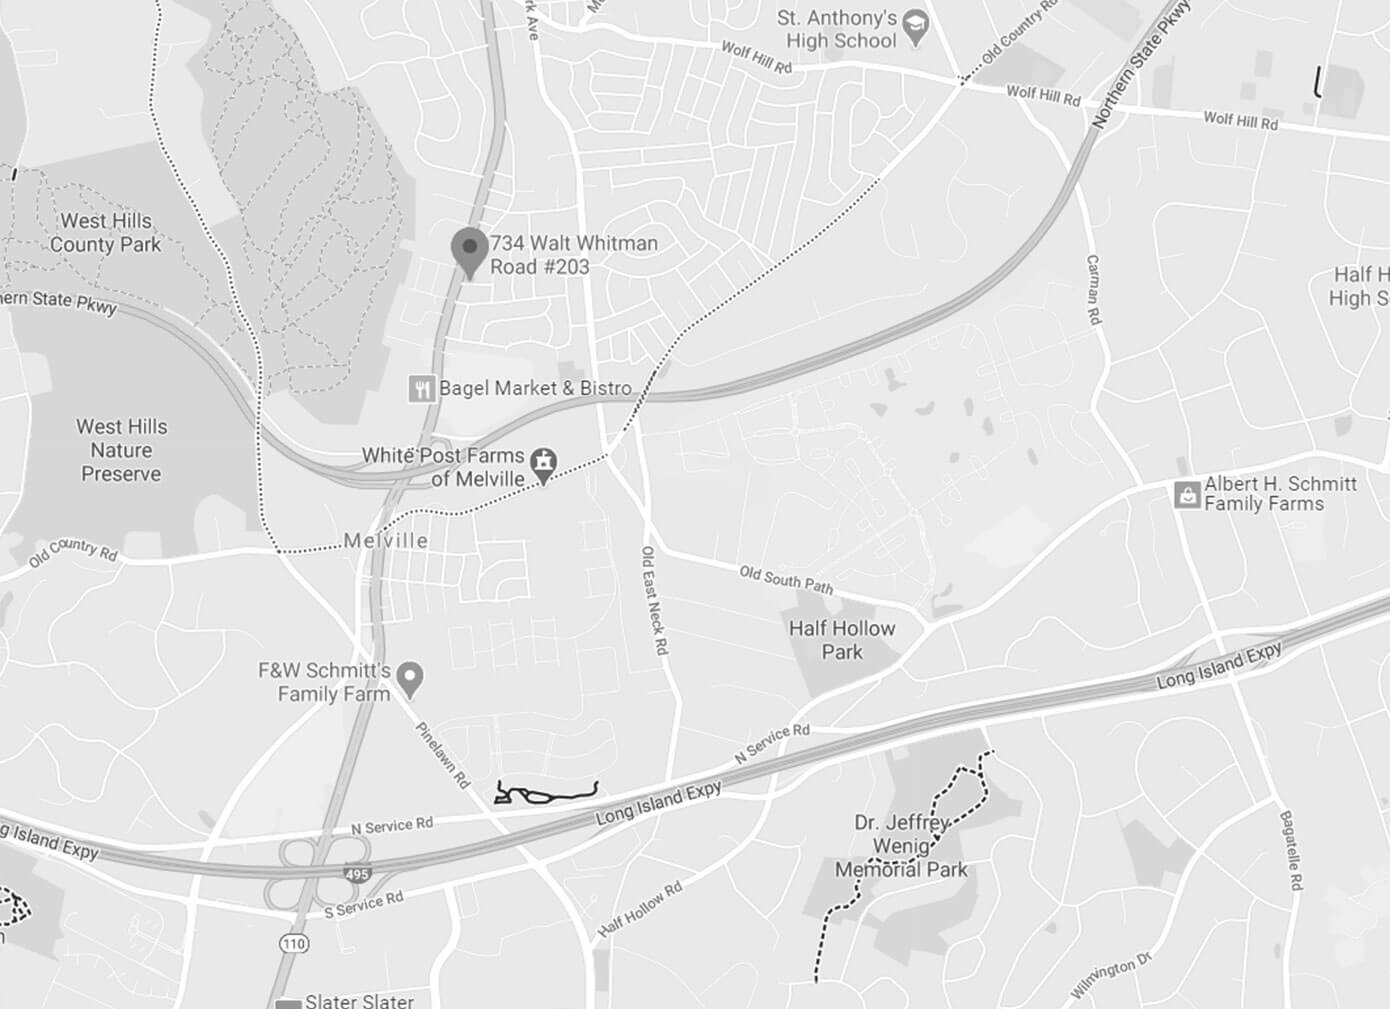 St. Anthony's
High School
Old Country Rd
Northern State Pkwy
rk Ave
Wolf Hill Rd
Wolf Hill Rd
Wolf Hill Rd
West Hills
County Park
734 Walt Whitman
Road #203
Carman Rd
Half H
High S
hern State Pkwy
Bagel Market & Bistro
West Hills
Nature
Preserve
White Post Farms
of Melville
Albert H. Schmitt
Family Farms
Melville
Old Country Rd
Old East Neck Rd
Old South Path
Half Hollow
Park
Long Island Expy
F&W Schmitt's
Family Farm
Pinelawn Rd
N Service Rd
Long Island Expy
N Service Rd
g Island Expy
Dr. Jeffrey
Wenig
Memorial Park
Bagatelle Rd
495
S Service Rd
Half Hollow Rd
110
Wilmington Dr
Slater Slater